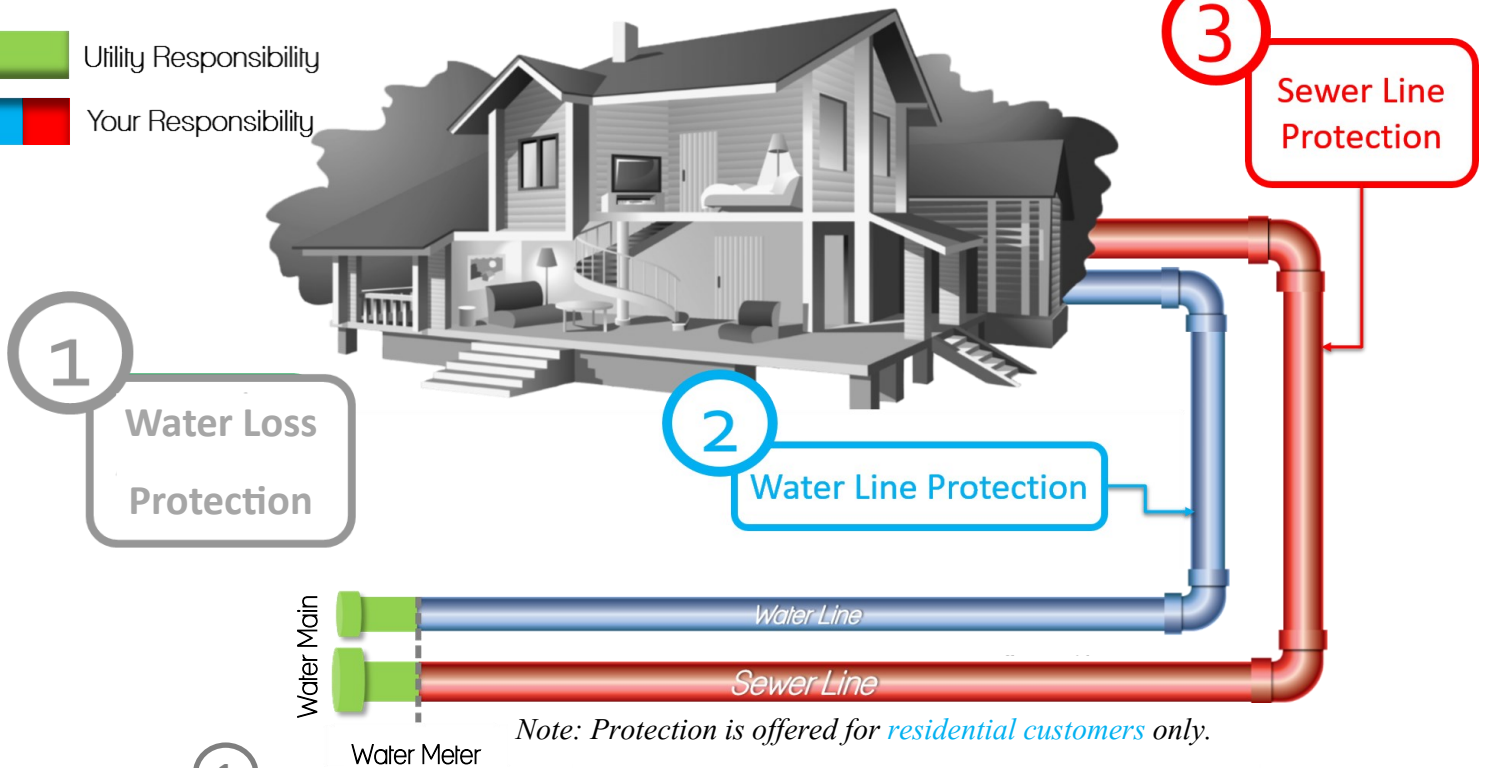 Utility Responsibility
Your Responsibility
3
Sewer Line
Protection
1
Water Loss
Protection
2
Water Line Protection
Water Main
Water Line
Sewer Line
Note: Protection is offered for residential customers only.
Water Meter